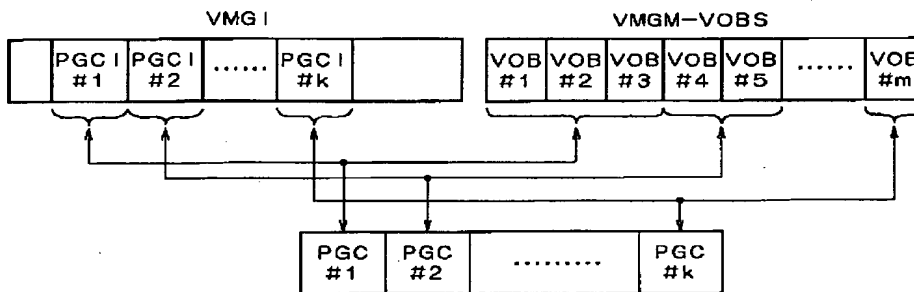 VMGI VMGM-VOBS
PGCI PGCI ...... PGCI VOB VOB VOB VOB VOB ...... VOB
#1 #2 #k #1 #2 #3 #4 #5 #m
PGC PGC ......... PGC
#1 #2 #k